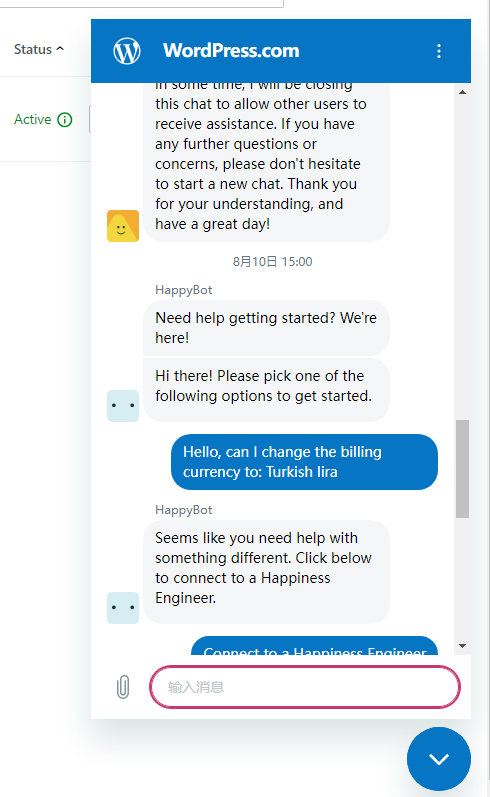 Status
WordPress.com
in some time, I will be closing
this chat to allow other users to
receive assistance. If you have
any further questions or
concerns, please don't hesitate
to start a new chat. Thank you
for your understanding, and
have a great day!
Active
8月10日 15:00
HappyBot
Need help getting started? We're
here!
Hi there! Please pick one of the
following options to get started.
Hello, can I change the billing
currency to: Turkish lira
HappyBot
Seems like you need help with
something different. Click below
to connect to a Happiness
Engineer.
Connect to a Happiness Engineer
输入消息